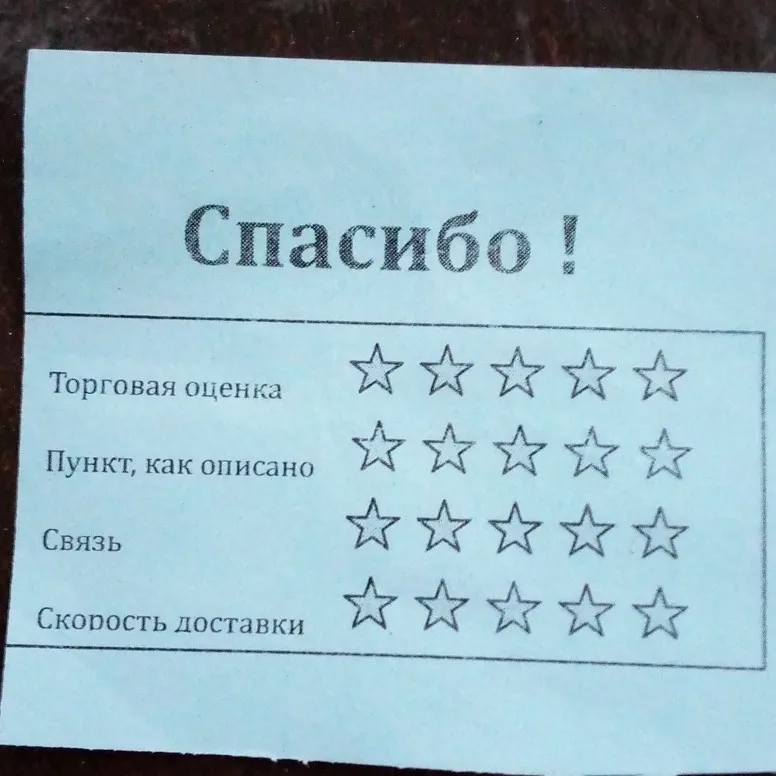 Спасибо !
Торговая оценка
Пункт, как описано
Связь
Скорость доставки